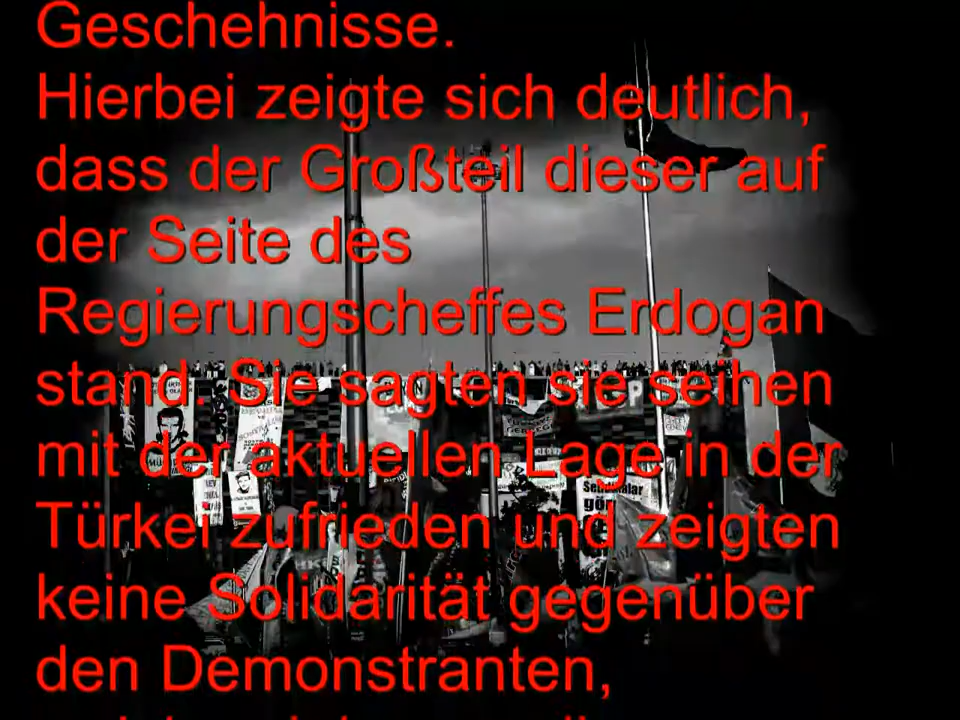 Geschehnisse.
Hierbei zeigte sich deutlich,
dass der Großteil dieser auf
der Seite des
Regierungscheffes Erdogan
stand. Sie sagten sie seihen
mit der aktuellen Lage in der
Türkei zufrieden und zeigten
keine Solidarität gegenüber
den Demonstranten,